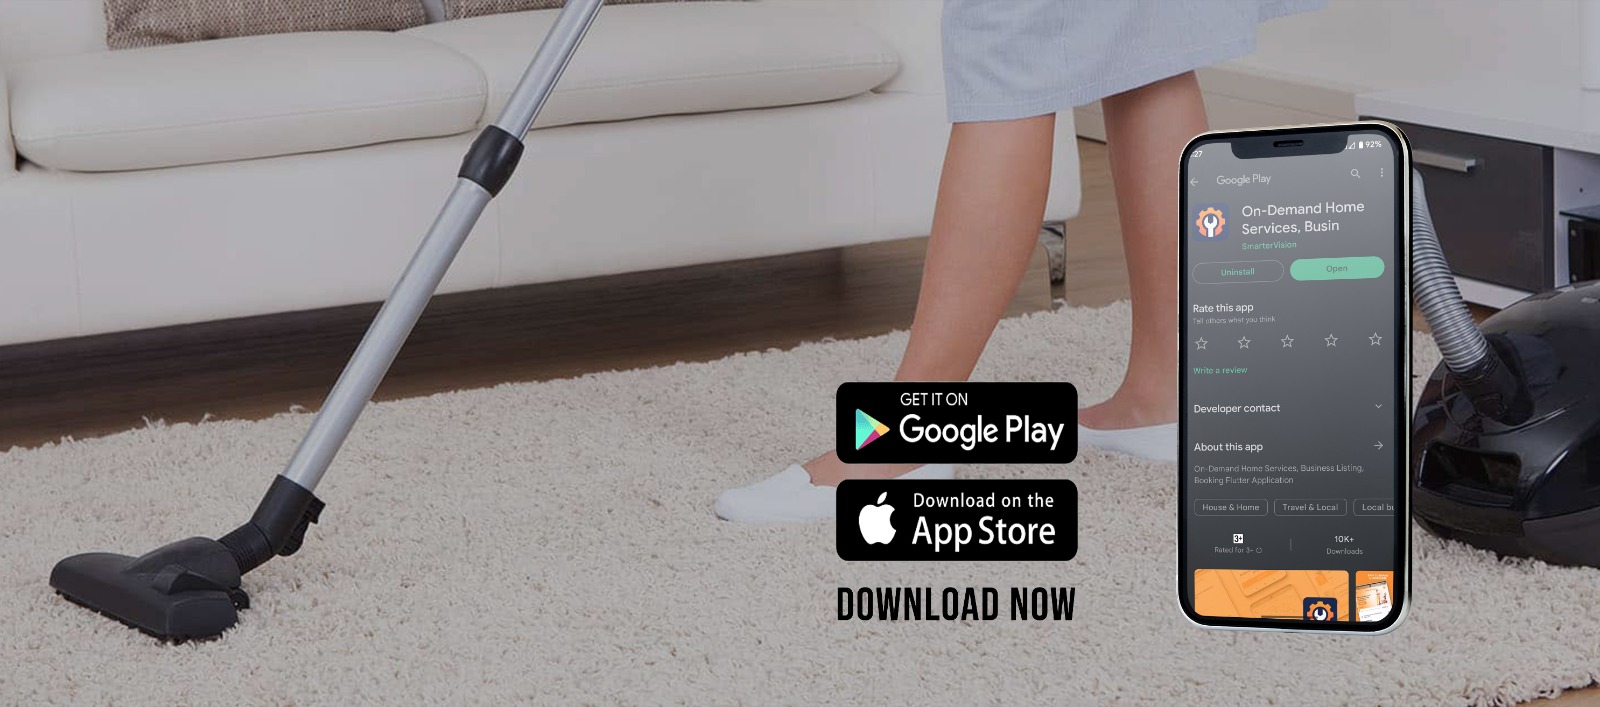 GET IT ON
Google Play
Download on the
App Store
DOWNLOAD NOW
:27
92%
Google Play
On-Demand Home
Services, Busin
SmarterVision
Uninstall
Open
Rate this app
Tell others what you think
Write a review
Developer contact
About this app
On-Demand Home Services, Business Listing,
Booking Flutter Application
House & Home
Travel & Local
Local bu
3+
10K+
Rated for 3+
Downloads